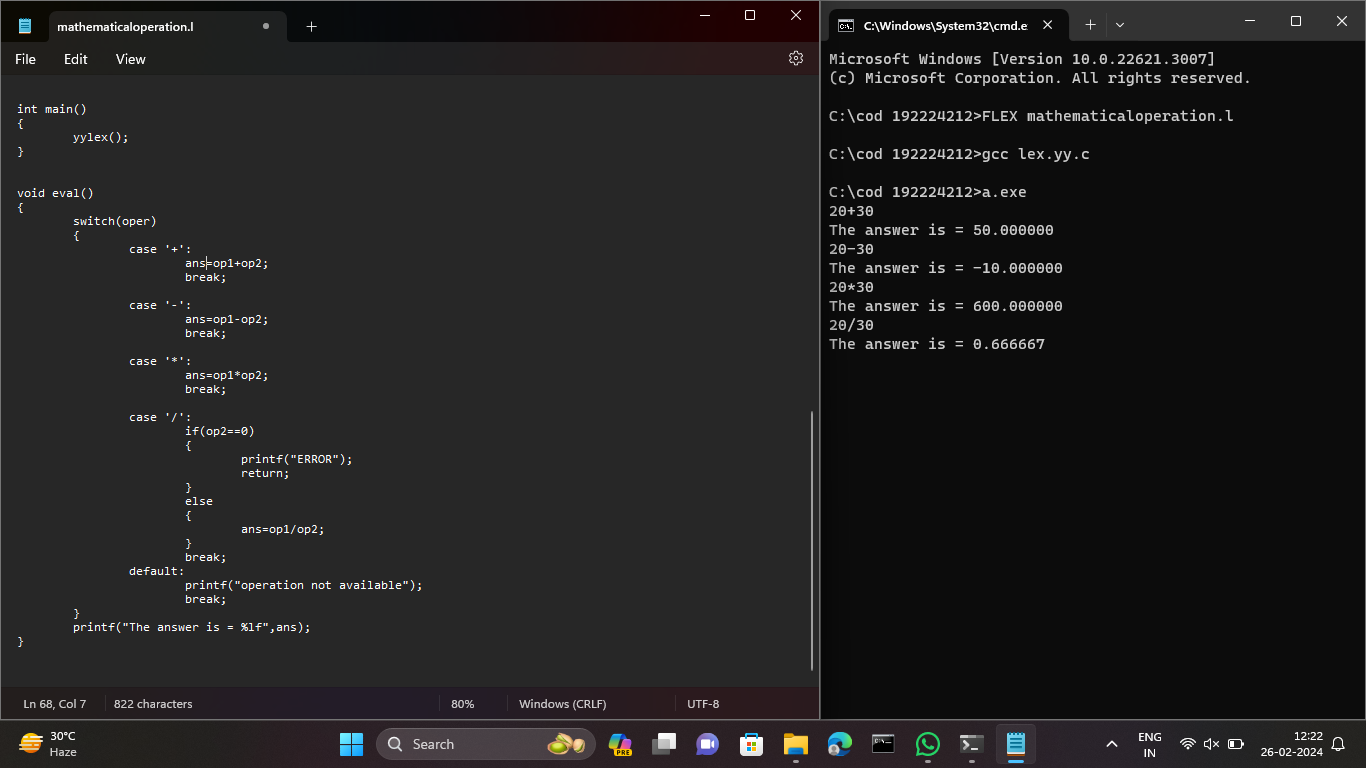 mathematicaloperation.l
File Edit View
int main()
{
yylex();
}
void eval()
{
switch(oper)
{
case '+':
ans=op1+op2;
break;
case '-':
ans=op1-op2;
break;
case '*':
ans=op1*op2;
break;
case '/':
if(op2==0)
{
printf("ERROR");
return;
}
else
{
ans=op1/op2;
}
break;
default:
printf("operation not available");
break;
}
printf("The answer is = %lf",ans);
}
Ln 68, Col 7 822 characters 80% Windows (CRLF) UTF-8
C:\Windows\System32\cmd.e
Microsoft Windows [Version 10.0.22621.3007]
(c) Microsoft Corporation. All rights reserved.
C:\cod 192224212>FLEX mathematicaloperation.l
C:\cod 192224212>gcc lex.yy.c
C:\cod 192224212>a.exe
20+30
The answer is = 50.000000
20-30
The answer is = -10.000000
20*30
The answer is = 600.000000
20/30
The answer is = 0.666667
30°C
Haze
Search
PRE
ENG
IN
12:22
26-02-2024